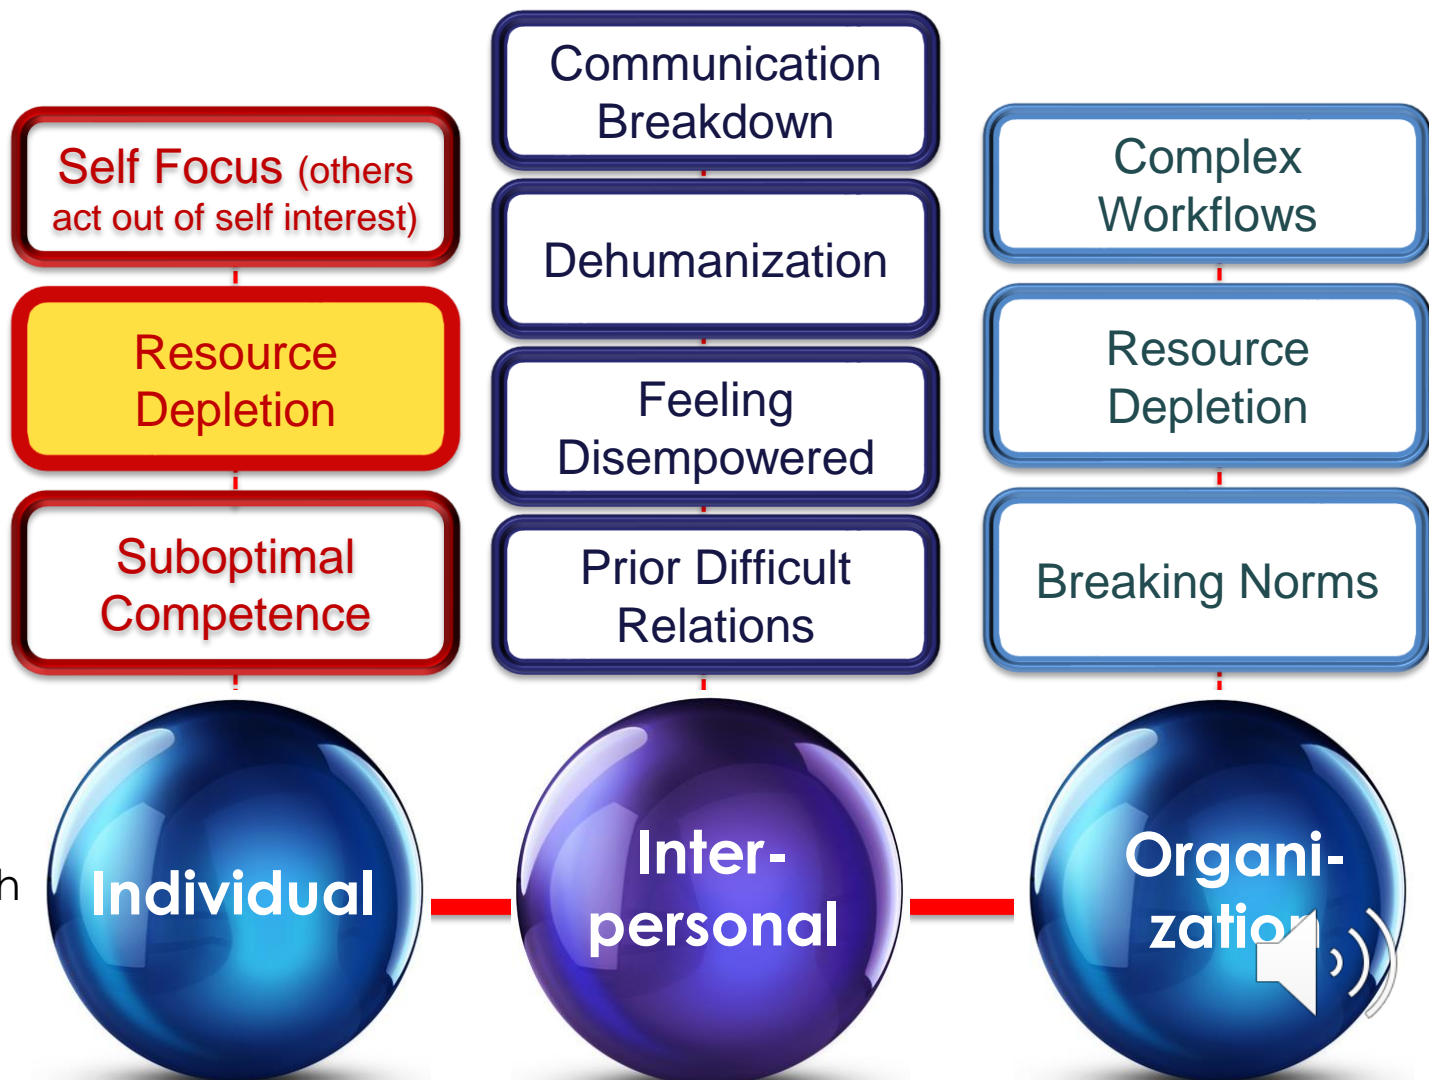 Self Focus (others
act out of self interest)
Resource
Depletion
Suboptimal
Competence
h
Individual
Communication
Breakdown
Dehumanization
Feeling
Disempowered
Prior Difficult
Relations
Inter-
personal
Complex
Workflows
Resource
Depletion
Breaking Norms
Organi-
zation